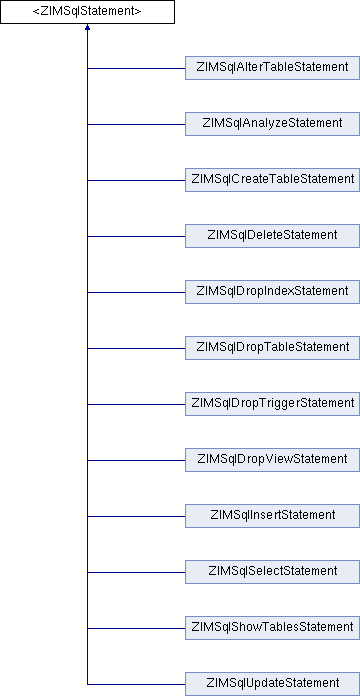 <ZIMSqlStatement>
ZIMSqlAlterTableStatement
ZIMSqlAnalyzeStatement
ZIMSqlCreateTableStatement
ZIMSqlDeleteStatement
ZIMSqlDropIndexStatement
ZIMSqlDropTableStatement
ZIMSqlDropTriggerStatement
ZIMSqlDropViewStatement
ZIMSqlInsertStatement
ZIMSqlSelectStatement
ZIMSqlShowTablesStatement
ZIMSqlUpdateStatement